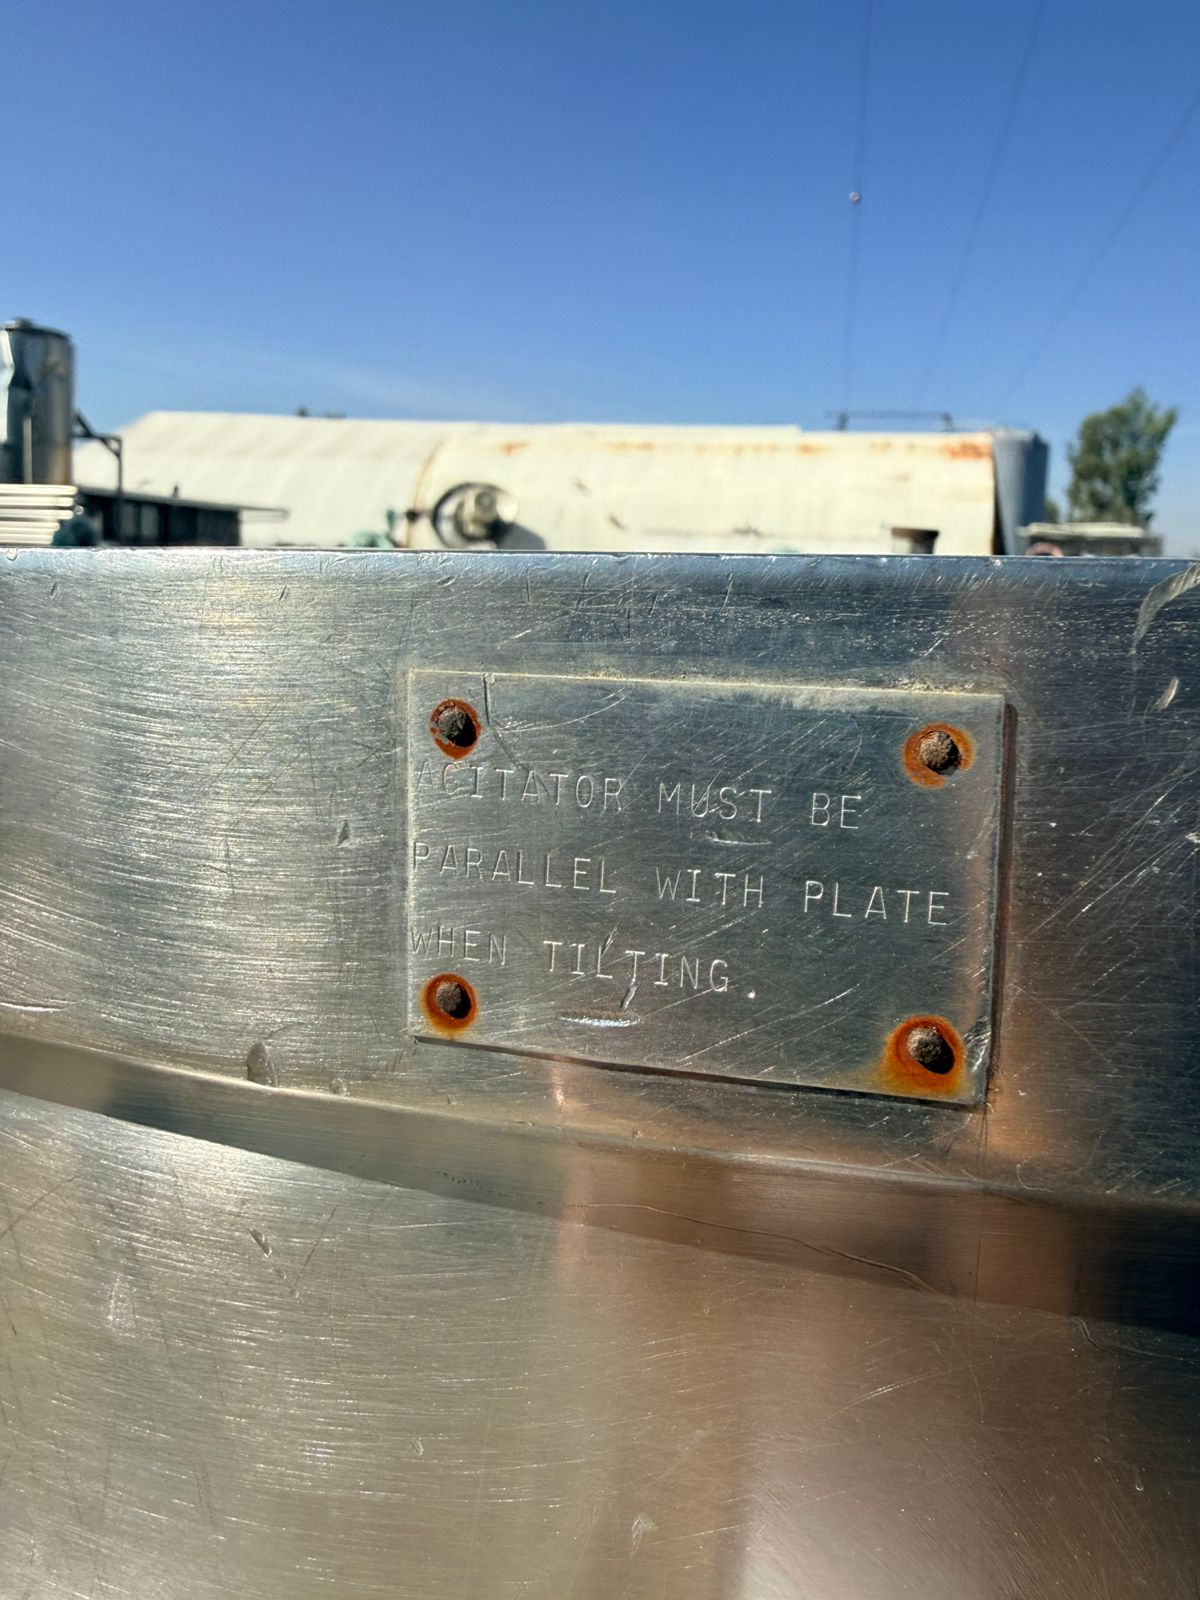 AGITATOR MUST BE
PARALLEL WITH PLATE
WHEN TILTING.